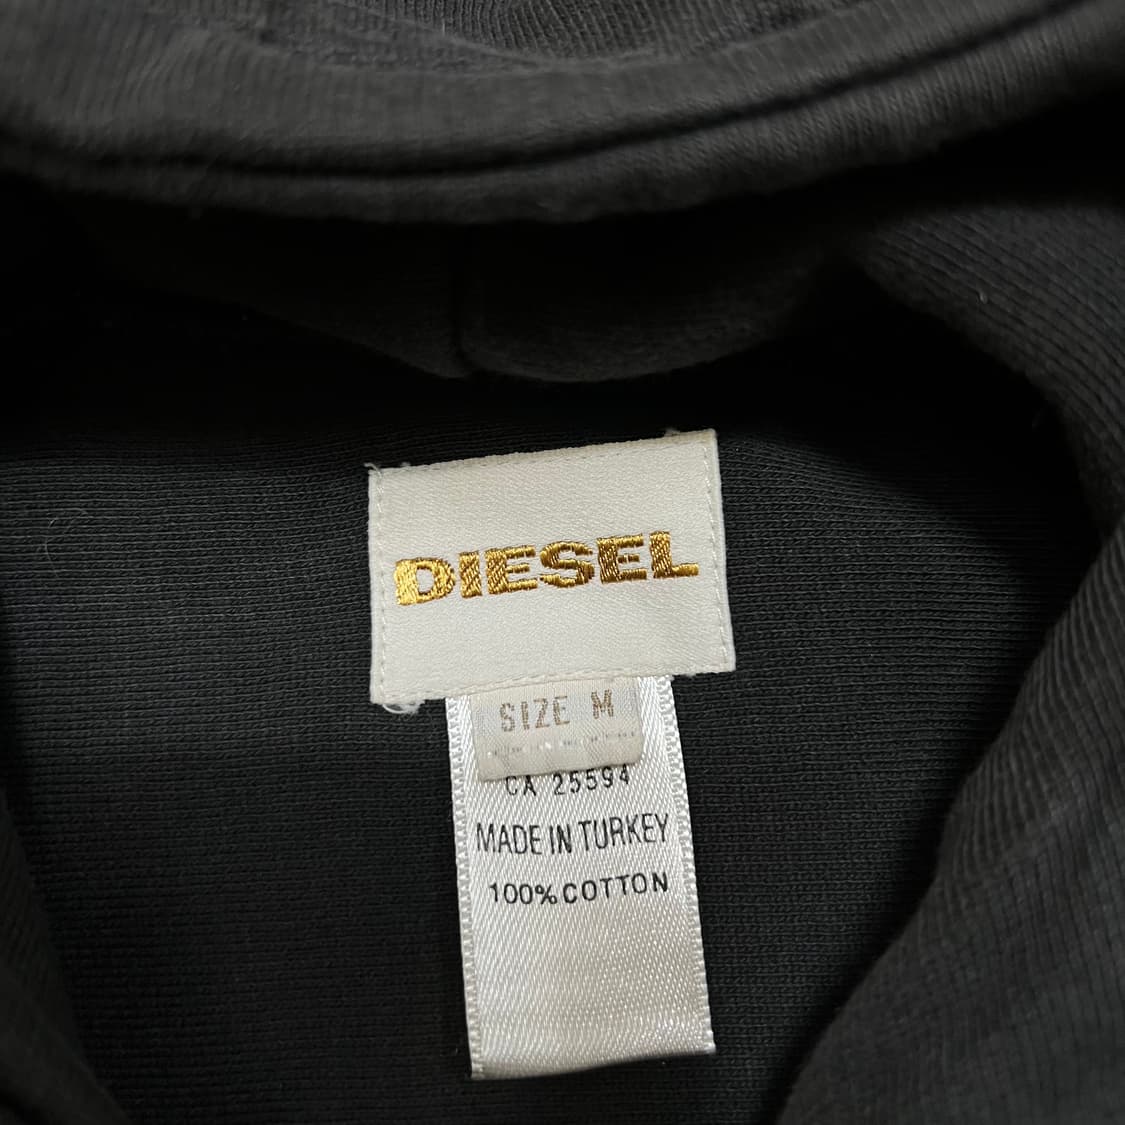 DIESEL
SIZE M
CA 25594
MADE IN TURKEY
100% COTTON